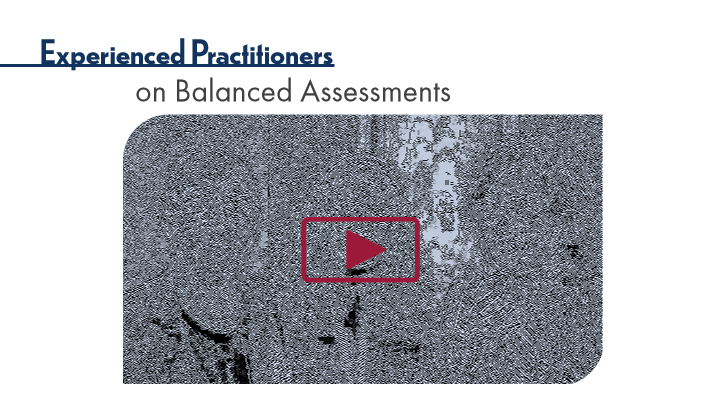 Experienced Practitioners
on Balanced Assessments